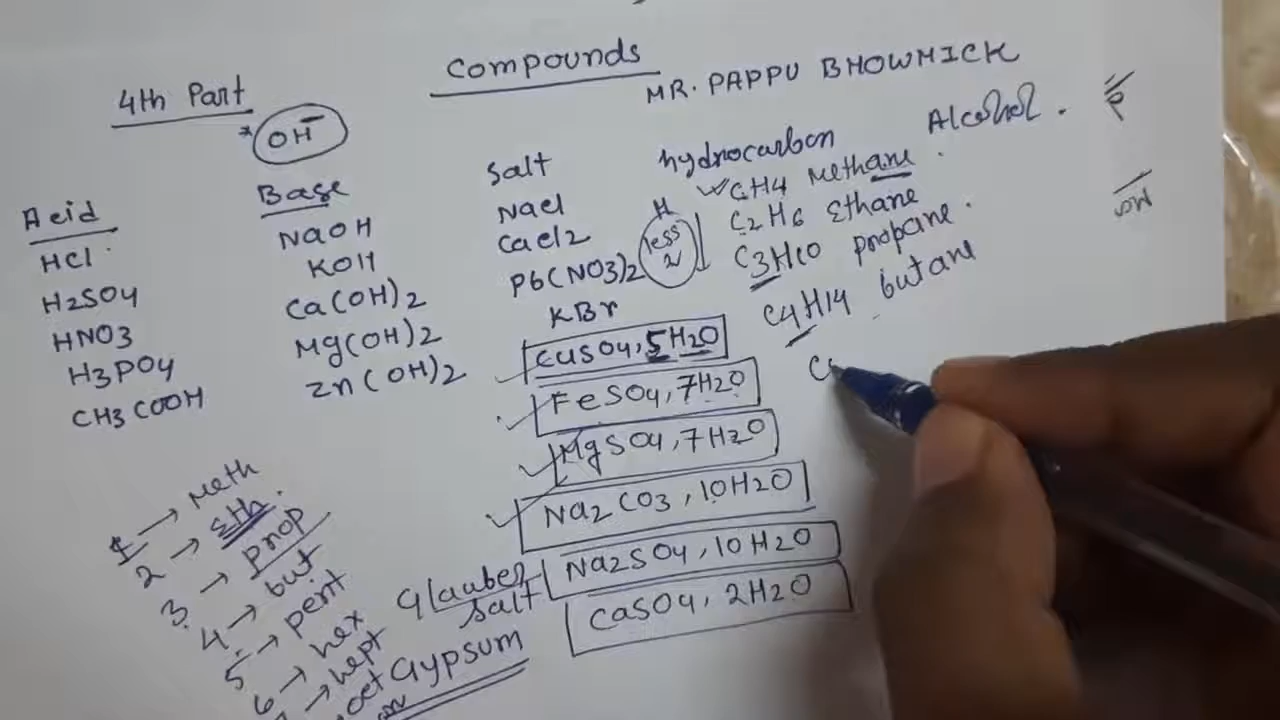 Compounds
MR. PAPPU BHOWMICK
4th Part
* OH-
Acid
HCl
H2SO4
HNO3
H3PO4
CH3COOH
Base
NaOH
KOH
Ca(OH)2
Mg(OH)2
Zn(OH)2
Salt
NaCl
CaCl2
Pb(NO3)2
KBr
CuSO4, 5H2O
FeSO4, 7H2O
MgSO4, 7H2O
Na2CO3, 10H2O
Na2SO4, 10H2O
CaSO4, 2H2O
Glauber
salt
Gypsum
hydrocarbon
CH4 Methane
C2H6 Ethane
C3H10 propane.
C4H14 butane
C
H
less
2
Alcohol.
1 → Meth
2 → Eth.
3 → prop
4 → but
5 → pent
6 → hex
→ hept
oct